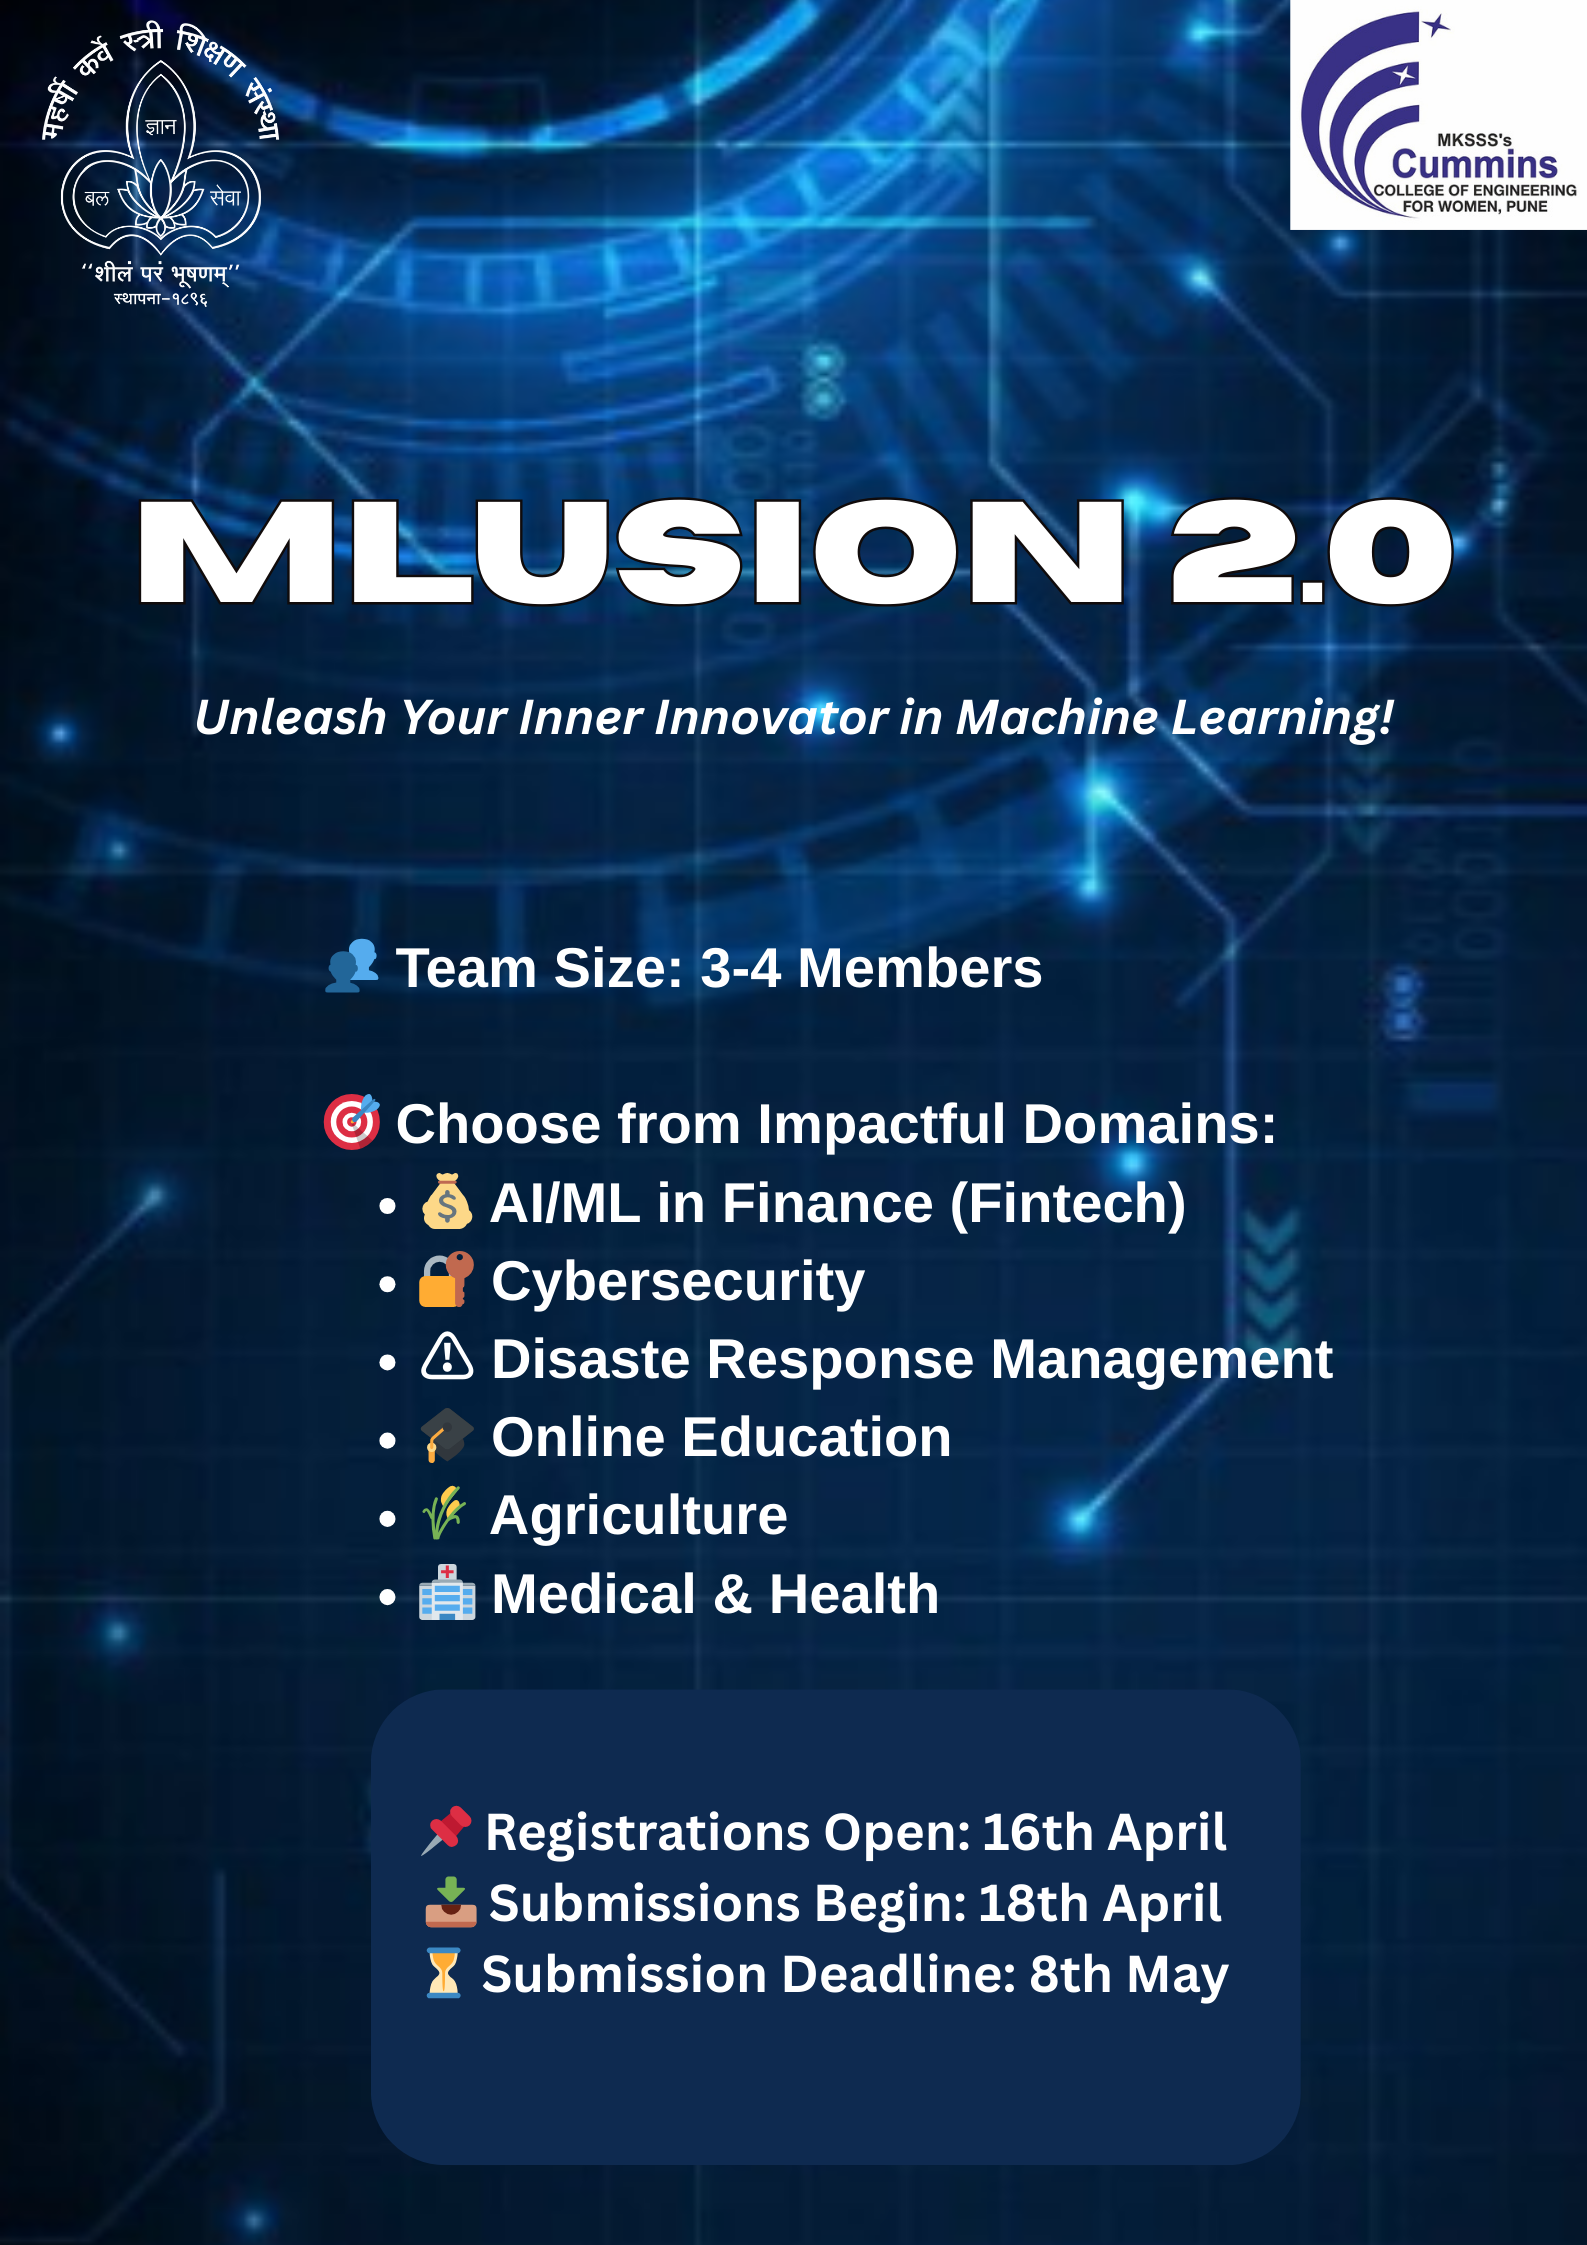 महर्षी कर्वे स्त्री शिक्षण संस्था
ज्ञान
बल
सेवा
‘‘शीलं परं भूषणम्’’
स्थापना–१८९६
MKSSS's
Cummins
COLLEGE OF ENGINEERING
FOR WOMEN, PUNE
MLUSION 2.0
Unleash Your Inner Innovator in Machine Learning!
👥 Team Size: 3-4 Members
🎯 Choose from Impactful Domains:
• 💰 AI/ML in Finance (Fintech)
• 🔐 Cybersecurity
• ⚠ Disaste Response Management
• 🎓 Online Education
• 🌾 Agriculture
• 🏥 Medical & Health
📌 Registrations Open: 16th April
📥 Submissions Begin: 18th April
⏳ Submission Deadline: 8th May